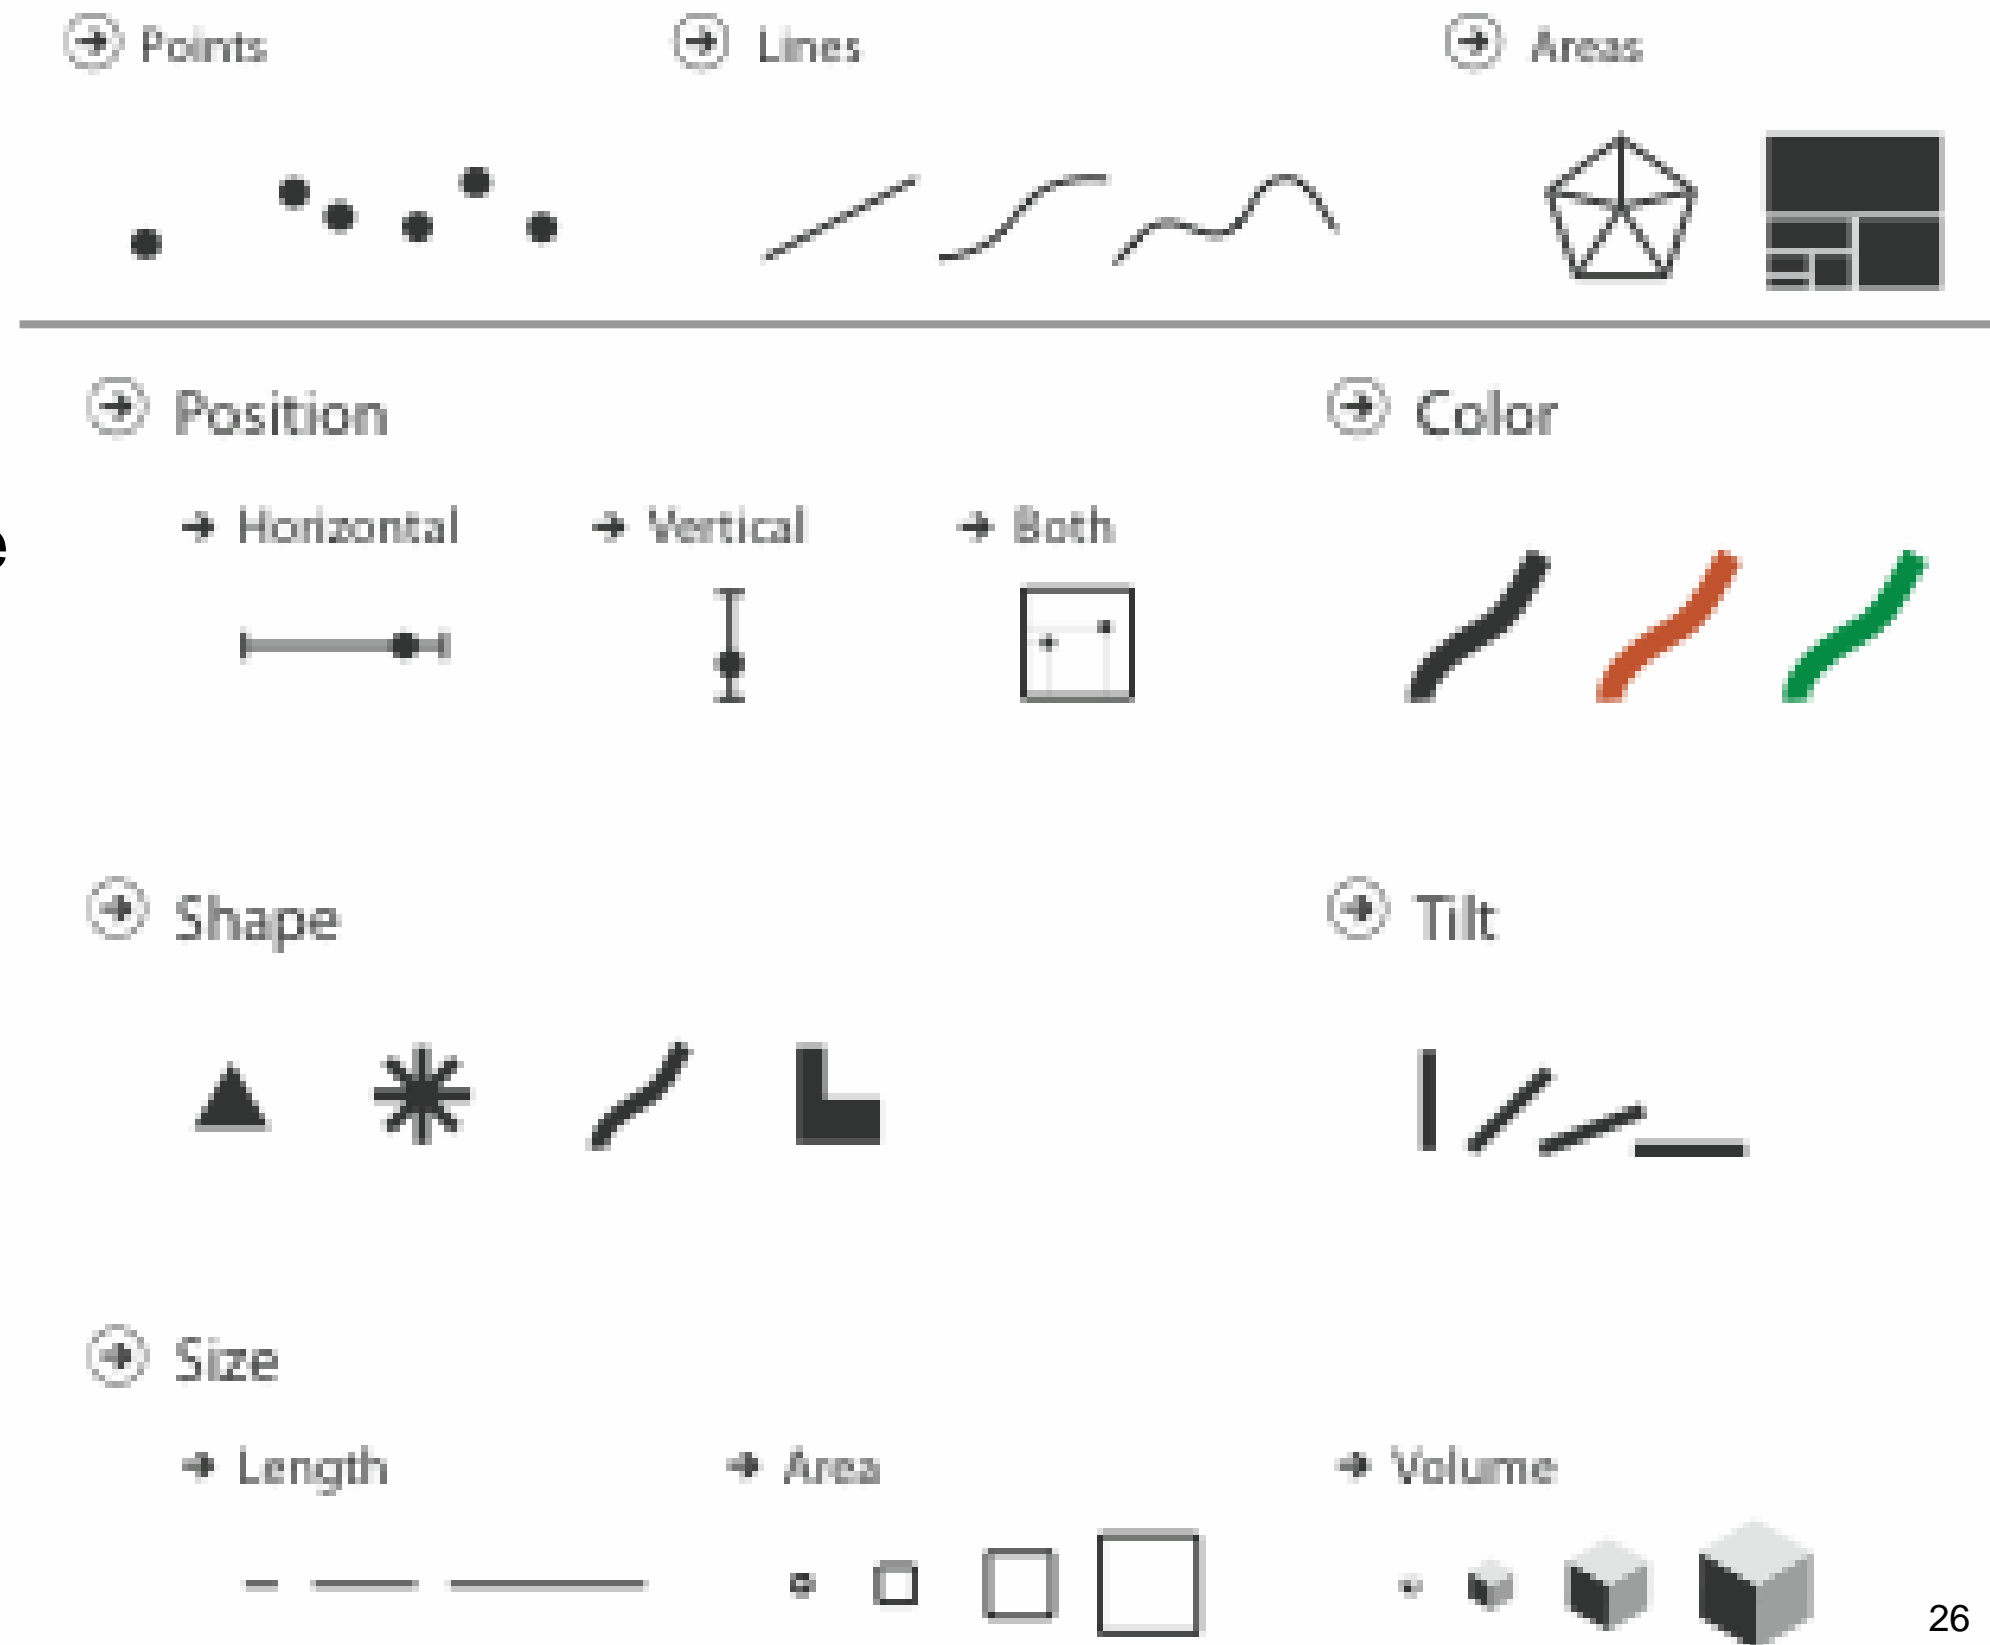 Points Lines Areas
Position Color
Horizontal Vertical Both
e
Shape Tilt
Size
Length Area Volume
26